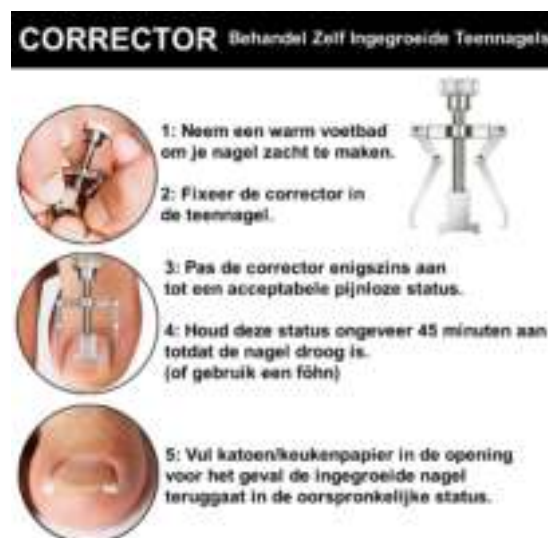 CORRECTOR Behandel Zelf Ingegroeide Teennagels
1: Neem een warm voetbad
om je nagel zacht te maken.
2: Fixeer de corrector in
de teennagel.
3: Pas de corrector enigszins aan
tot een acceptabele pijnloze status.
4: Houd deze status ongeveer 45 minuten aan
totdat de nagel droog is.
(of gebruik een föhn)
5: Vul katoen/keukenpapier in de opening
voor het geval de ingegroeide nagel
teruggaat in de oorspronkelijke status.